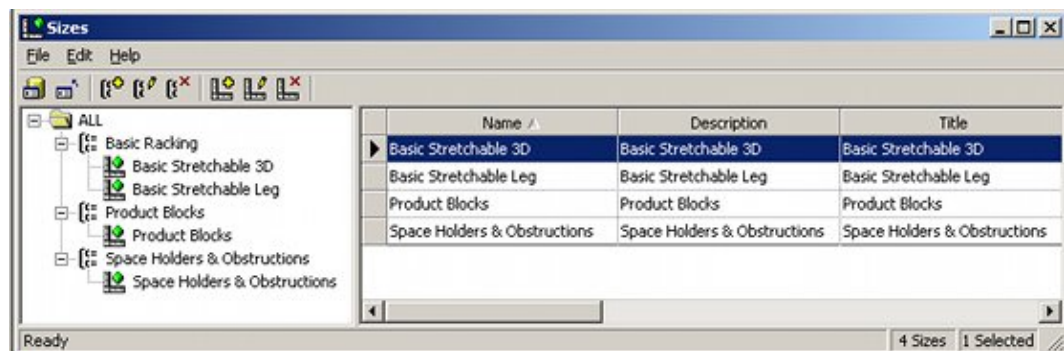 Sizes
File Edit Help
ALL
Basic Racking
Basic Stretchable 3D
Basic Stretchable Leg
Product Blocks
Product Blocks
Space Holders & Obstructions
Space Holders & Obstructions
Name Description Title
Basic Stretchable 3D Basic Stretchable 3D Basic Stretchable 3D
Basic Stretchable Leg Basic Stretchable Leg Basic Stretchable Leg
Product Blocks Product Blocks Product Blocks
Space Holders & Obstructions Space Holders & Obstructions Space Holders & Obstructions
Ready 4 Sizes 1 Selected